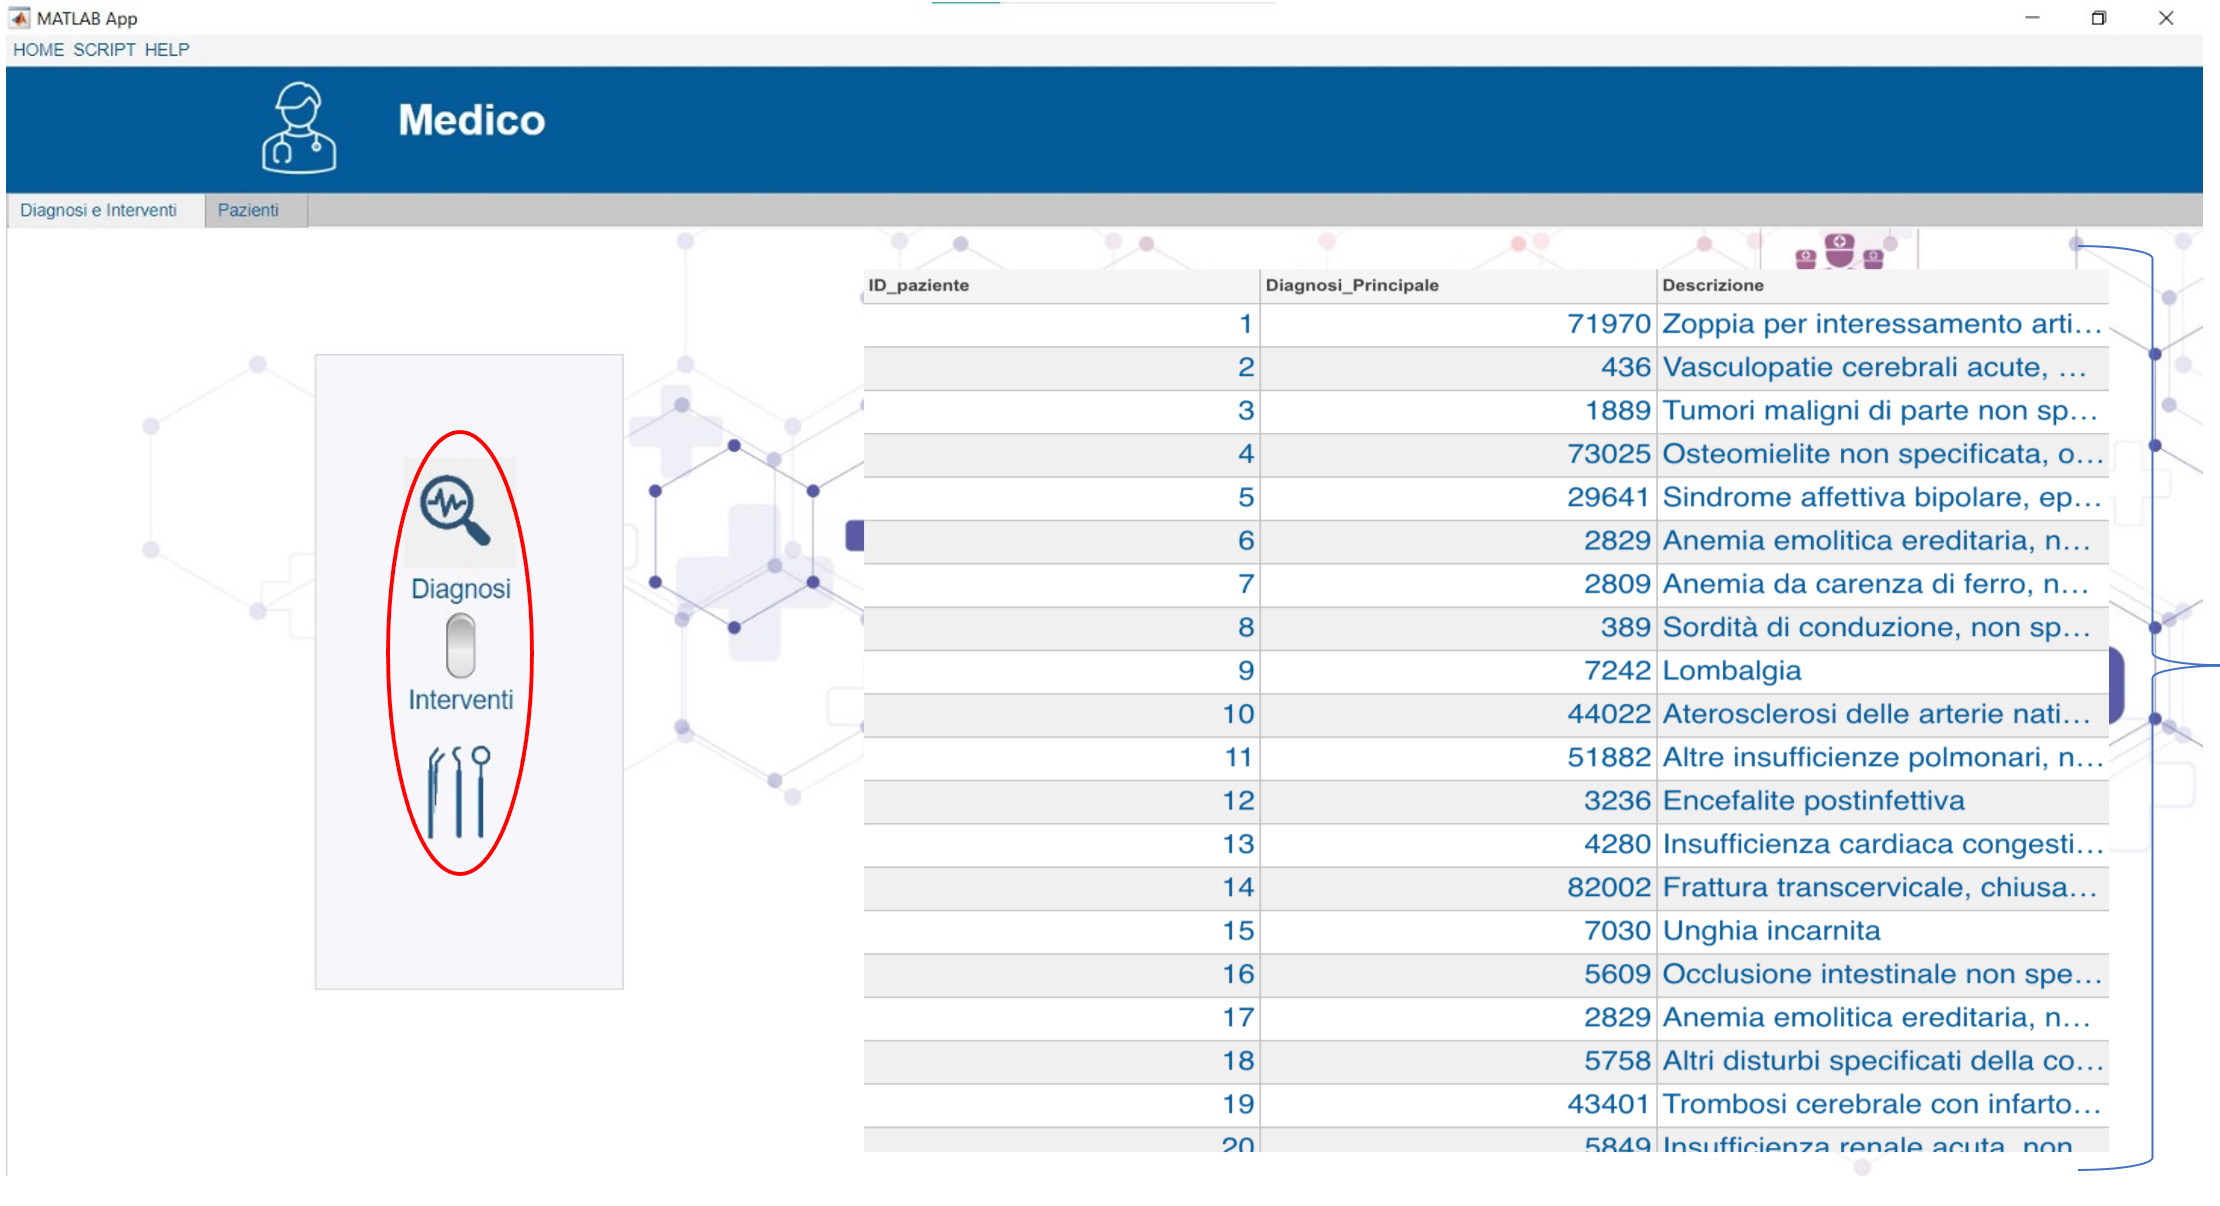 MATLAB App
HOME SCRIPT HELP
Medico
Diagnosi e Interventi Pazienti
Diagnosi
Interventi
ID_paziente Diagnosi_Principale Descrizione
1 71970 Zoppia per interessamento arti...
2 436 Vasculopatie cerebrali acute, ...
3 1889 Tumori maligni di parte non sp...
4 73025 Osteomielite non specificata, o...
5 29641 Sindrome affettiva bipolare, ep...
6 2829 Anemia emolitica ereditaria, n...
7 2809 Anemia da carenza di ferro, n...
8 389 Sordità di conduzione, non sp...
9 7242 Lombalgia
10 44022 Aterosclerosi delle arterie nati...
11 51882 Altre insufficienze polmonari, n...
12 3236 Encefalite postinfettiva
13 4280 Insufficienza cardiaca congesti...
14 82002 Frattura transcervicale, chiusa...
15 7030 Unghia incarnita
16 5609 Occlusione intestinale non spe...
17 2829 Anemia emolitica ereditaria, n...
18 5758 Altri disturbi specificati della co...
19 43401 Trombosi cerebrale con infarto...
20 5849 Insufficienza renale acuta, non